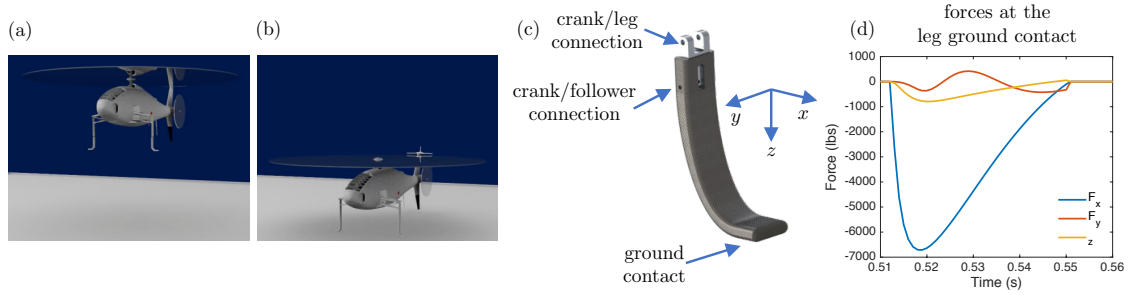 (a)
(b)
(c)
crank/leg
connection
crank/follower
connection
y
x
z
ground
contact
(d)
forces at the
leg ground contact
1000
0
-1000
-2000
-3000
-4000
-5000
-6000
-7000
Force (lbs)
F_x
F_y
z
0.51
0.52
0.53
0.54
0.55
0.56
Time (s)